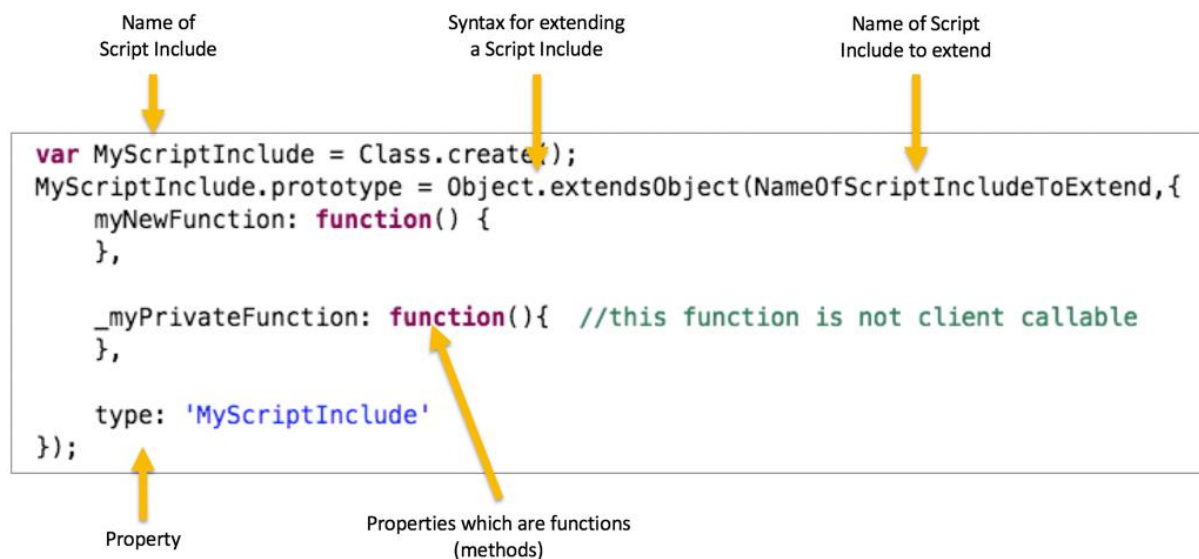 Name of
Script Include
Syntax for extending
a Script Include
Name of Script
Include to extend
var MyScriptInclude = Class.create();
MyScriptInclude.prototype = Object.extendsObject(NameOfScriptIncludeToExtend,{
myNewFunction: function() {
},
_myPrivateFunction: function(){ //this function is not client callable
},
type: 'MyScriptInclude'
});
Property
Properties which are functions
(methods)